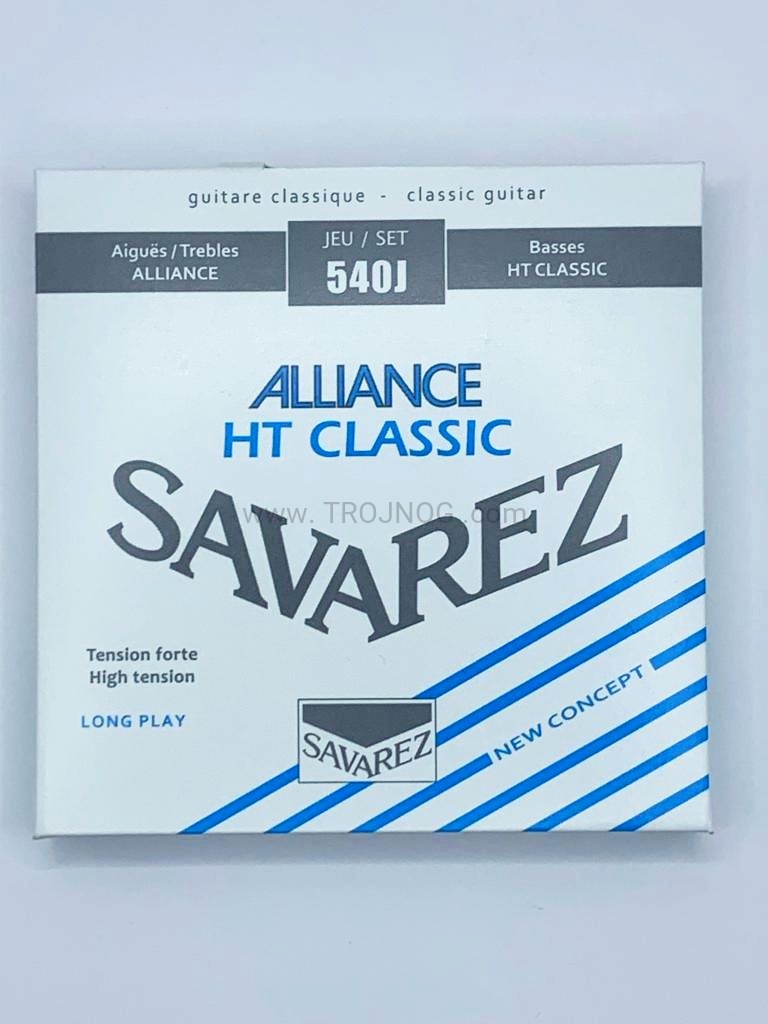 guitare classique - classic guitar
Aiguës / Trebles
ALLIANCE
JEU / SET
540J
Basses
HT CLASSIC
ALLIANCE
HT CLASSIC
SAVAREZ
www. TROJNOG .com
Tension forte
High tension
LONG PLAY
NEW CONCEPT
SAVAREZ